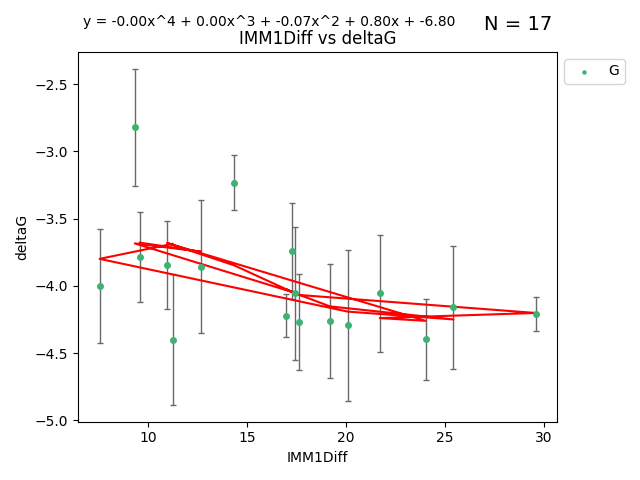 y = -0.00x^4 + 0.00x^3 + -0.07x^2 + 0.80x + -6.80
N = 17
IMM1Diff vs deltaG
G
−2.5
−3.0
−3.5
−4.0
−4.5
−5.0
deltaG
10 15 20 25 30
IMM1Diff